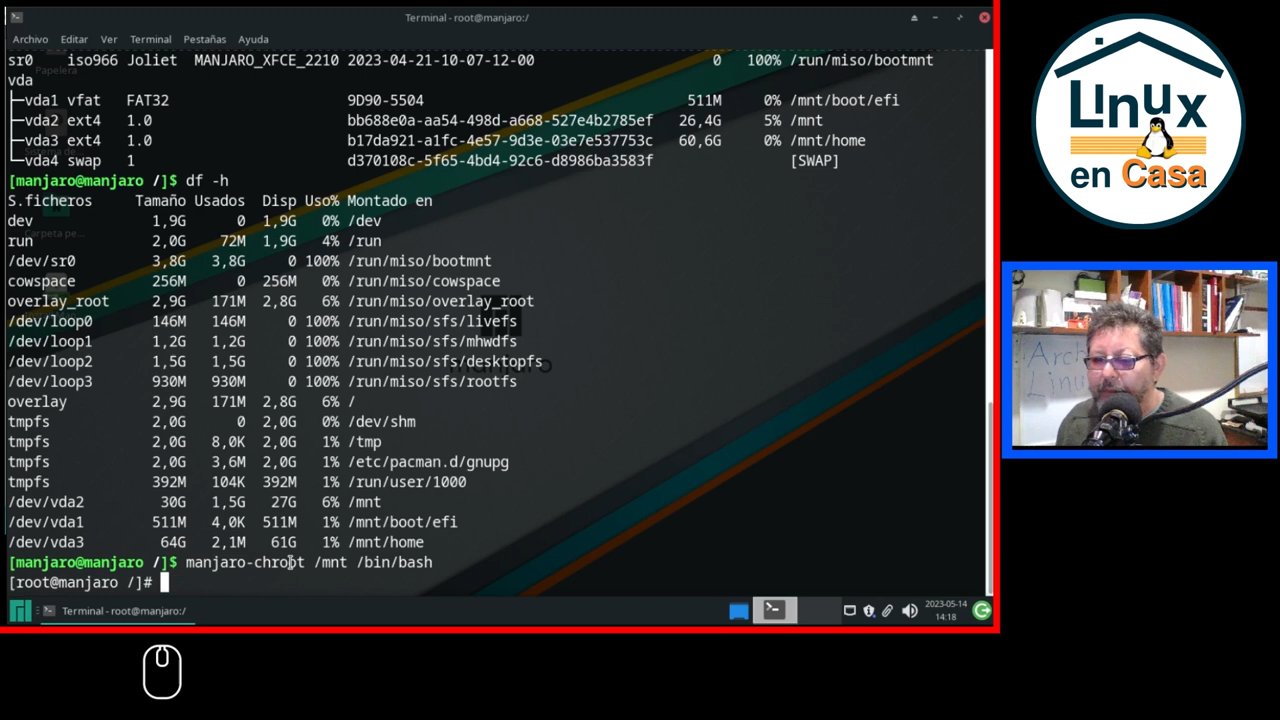 Terminal - root@manjaro:/
Archivo Editar Ver Terminal Pestañas Ayuda
sr0 iso966 Joliet MANJARO_XFCE_2210 2023-04-21-10-07-12-00 0 100% /run/miso/bootmnt
vda
├─vda1 vfat FAT32 9D90-5504 511M 0% /mnt/boot/efi
├─vda2 ext4 1.0 bb688e0a-aa54-498d-a668-527e4b2785ef 26,4G 5% /mnt
├─vda3 ext4 1.0 b17da921-a1fc-4e57-9d3e-03e7e537753c 60,6G 0% /mnt/home
└─vda4 swap 1 d370108c-5f65-4bd4-92c6-d8986ba3583f [SWAP]
[manjaro@manjaro /]$ df -h
S.ficheros Tamaño Usados Disp Uso% Montado en
dev 1,9G 0 1,9G 0% /dev
run 2,0G 72M 1,9G 4% /run
/dev/sr0 3,8G 3,8G 0 100% /run/miso/bootmnt
cowspace 256M 0 256M 0% /run/miso/cowspace
overlay_root 2,9G 171M 2,8G 6% /run/miso/overlay_root
/dev/loop0 146M 146M 0 100% /run/miso/sfs/livefs
/dev/loop1 1,2G 1,2G 0 100% /run/miso/sfs/mhwdfs
/dev/loop2 1,5G 1,5G 0 100% /run/miso/sfs/desktopfs
/dev/loop3 930M 930M 0 100% /run/miso/sfs/rootfs
overlay 2,9G 171M 2,8G 6% /
tmpfs 2,0G 0 2,0G 0% /dev/shm
tmpfs 2,0G 8,0K 2,0G 1% /tmp
tmpfs 2,0G 3,6M 2,0G 1% /etc/pacman.d/gnupg
tmpfs 392M 104K 392M 1% /run/user/1000
/dev/vda2 30G 1,5G 27G 6% /mnt
/dev/vda1 511M 4,0K 511M 1% /mnt/boot/efi
/dev/vda3 64G 2,1M 61G 1% /mnt/home
[manjaro@manjaro /]$ manjaro-chroot /mnt /bin/bash
[root@manjaro /]#
Papelera
Sistema de
Carpeta pe...
manjaro
Terminal - root@manjaro:/
2023-05-14
14:18
Linux
en Casa
Arch
Linux